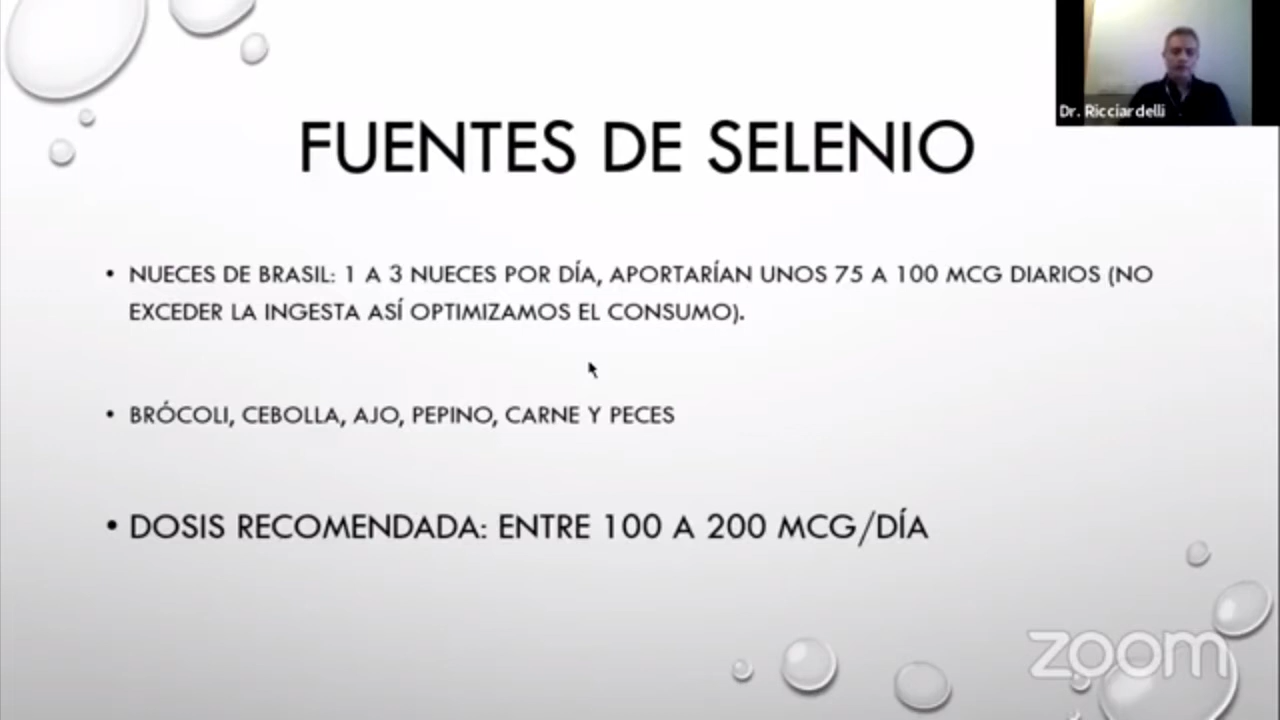 Dr. Ricciardelli
FUENTES DE SELENIO
• NUECES DE BRASIL: 1 A 3 NUECES POR DÍA, APORTARÍAN UNOS 75 A 100 MCG DIARIOS (NO
EXCEDER LA INGESTA ASÍ OPTIMIZAMOS EL CONSUMO).
• BRÓCOLI, CEBOLLA, AJO, PEPINO, CARNE Y PECES
• DOSIS RECOMENDADA: ENTRE 100 A 200 MCG/DÍA
zoom